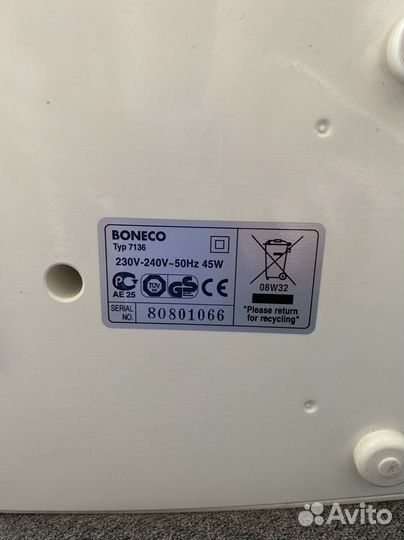 BONECO
Typ 7136
230V-240V~50Hz 45W
AE 25
TÜV
GS
CE
SERIAL NO. 80801066
08W32
"Please return
for recycling"
Avito